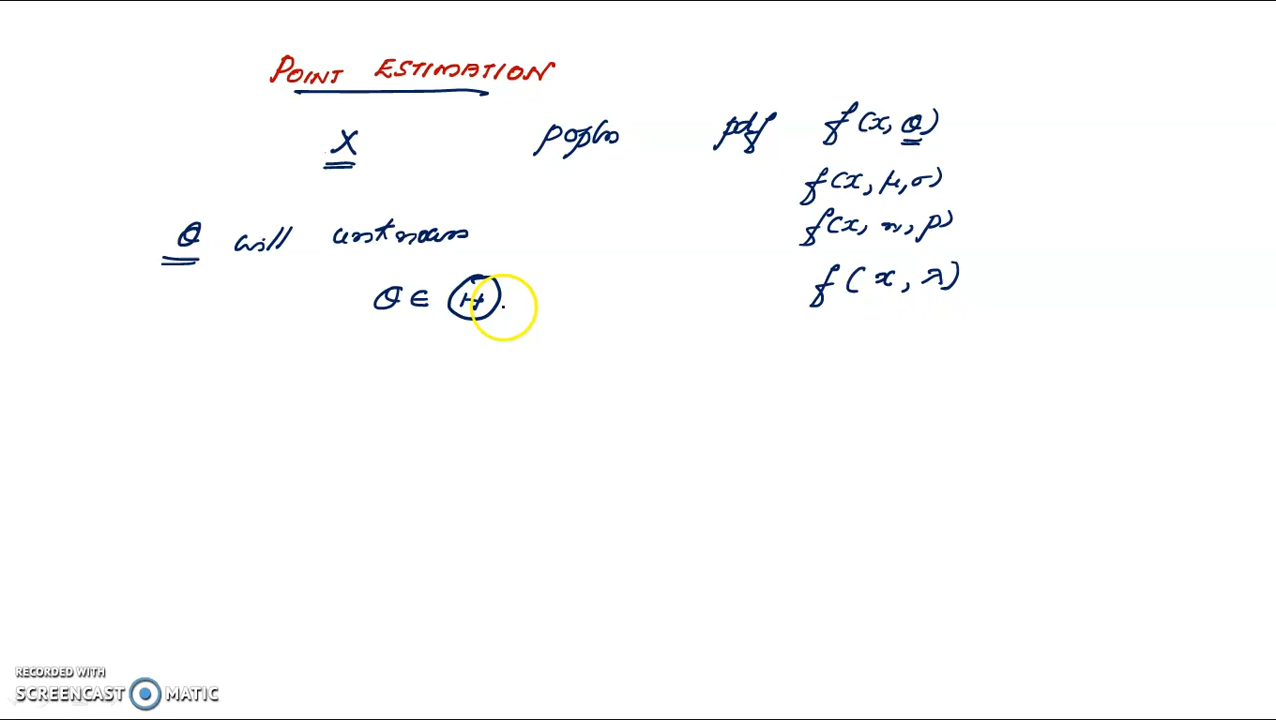 POINT ESTIMATION
X popln pdf f(x, θ)
f(x, μ, σ)
f(x, n, p)
θ will unknown
f(x, λ)
θ ∈ Ⓗ.
RECORDED WITH
SCREENCAST MATIC